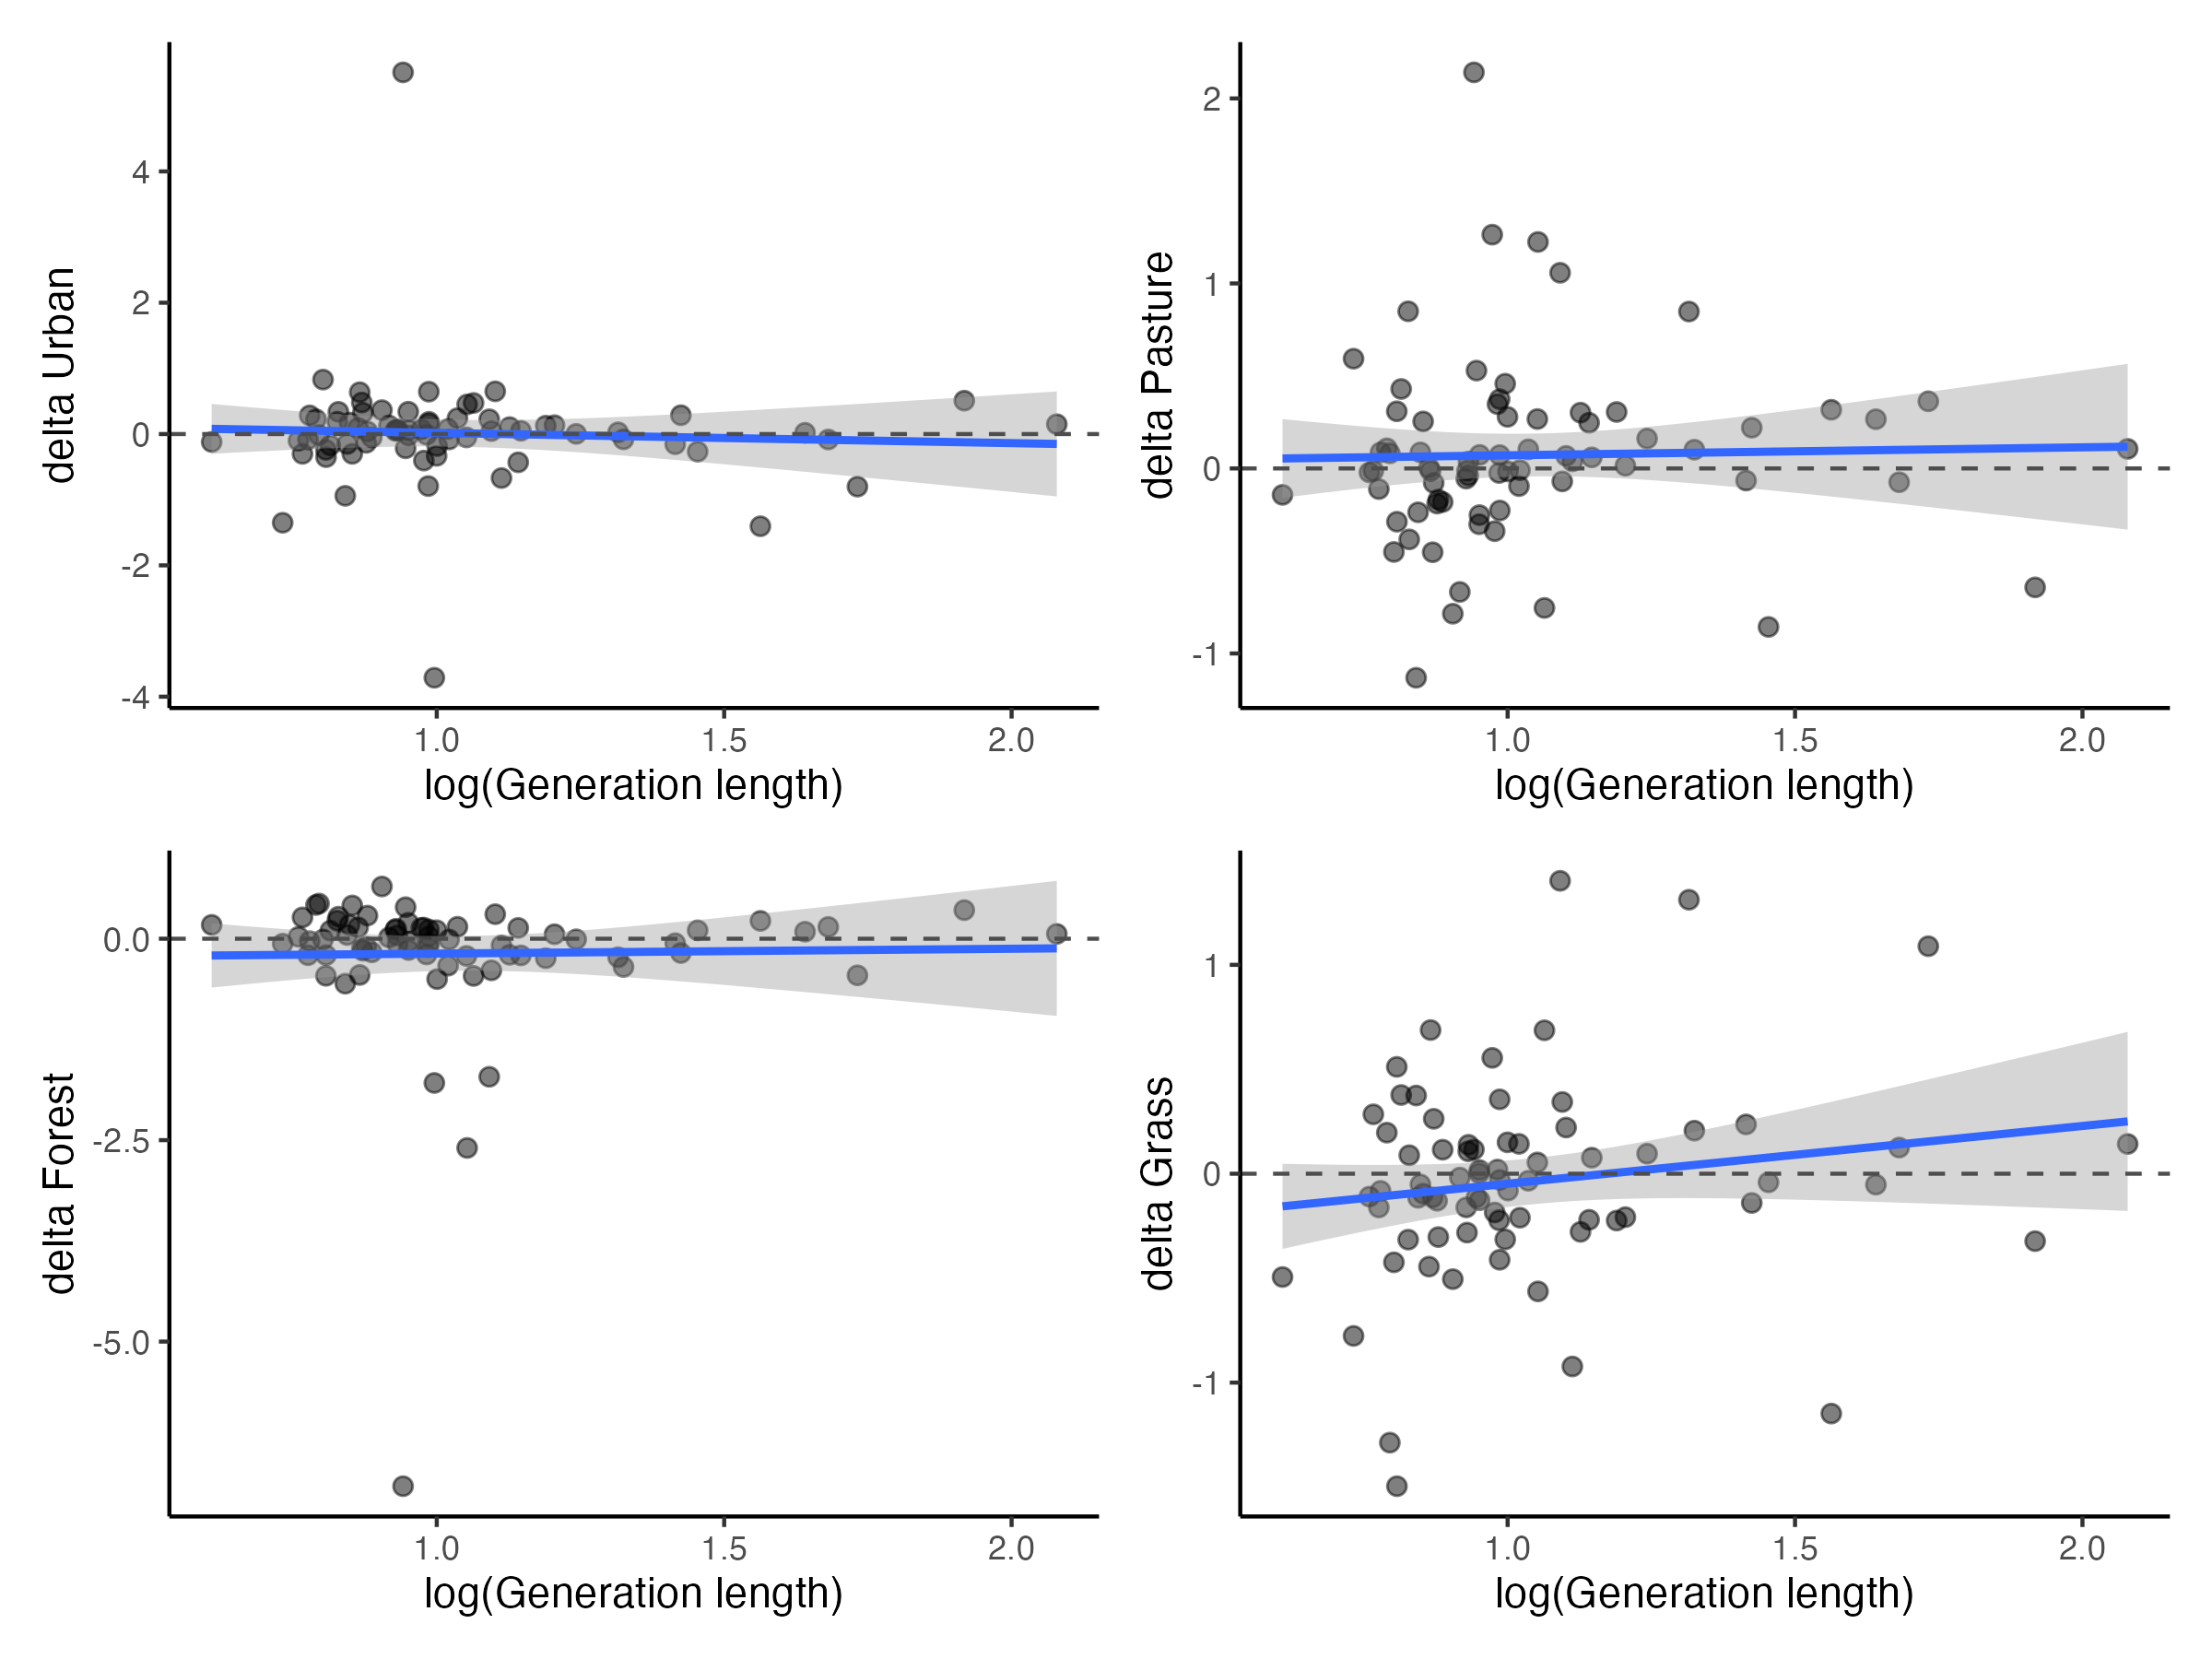 delta Urban
4
2
0
-2
-4
1.0 1.5 2.0
log(Generation length)
delta Pasture
2
1
0
-1
1.0 1.5 2.0
log(Generation length)
delta Forest
0.0
-2.5
-5.0
1.0 1.5 2.0
log(Generation length)
delta Grass
1
0
-1
1.0 1.5 2.0
log(Generation length)